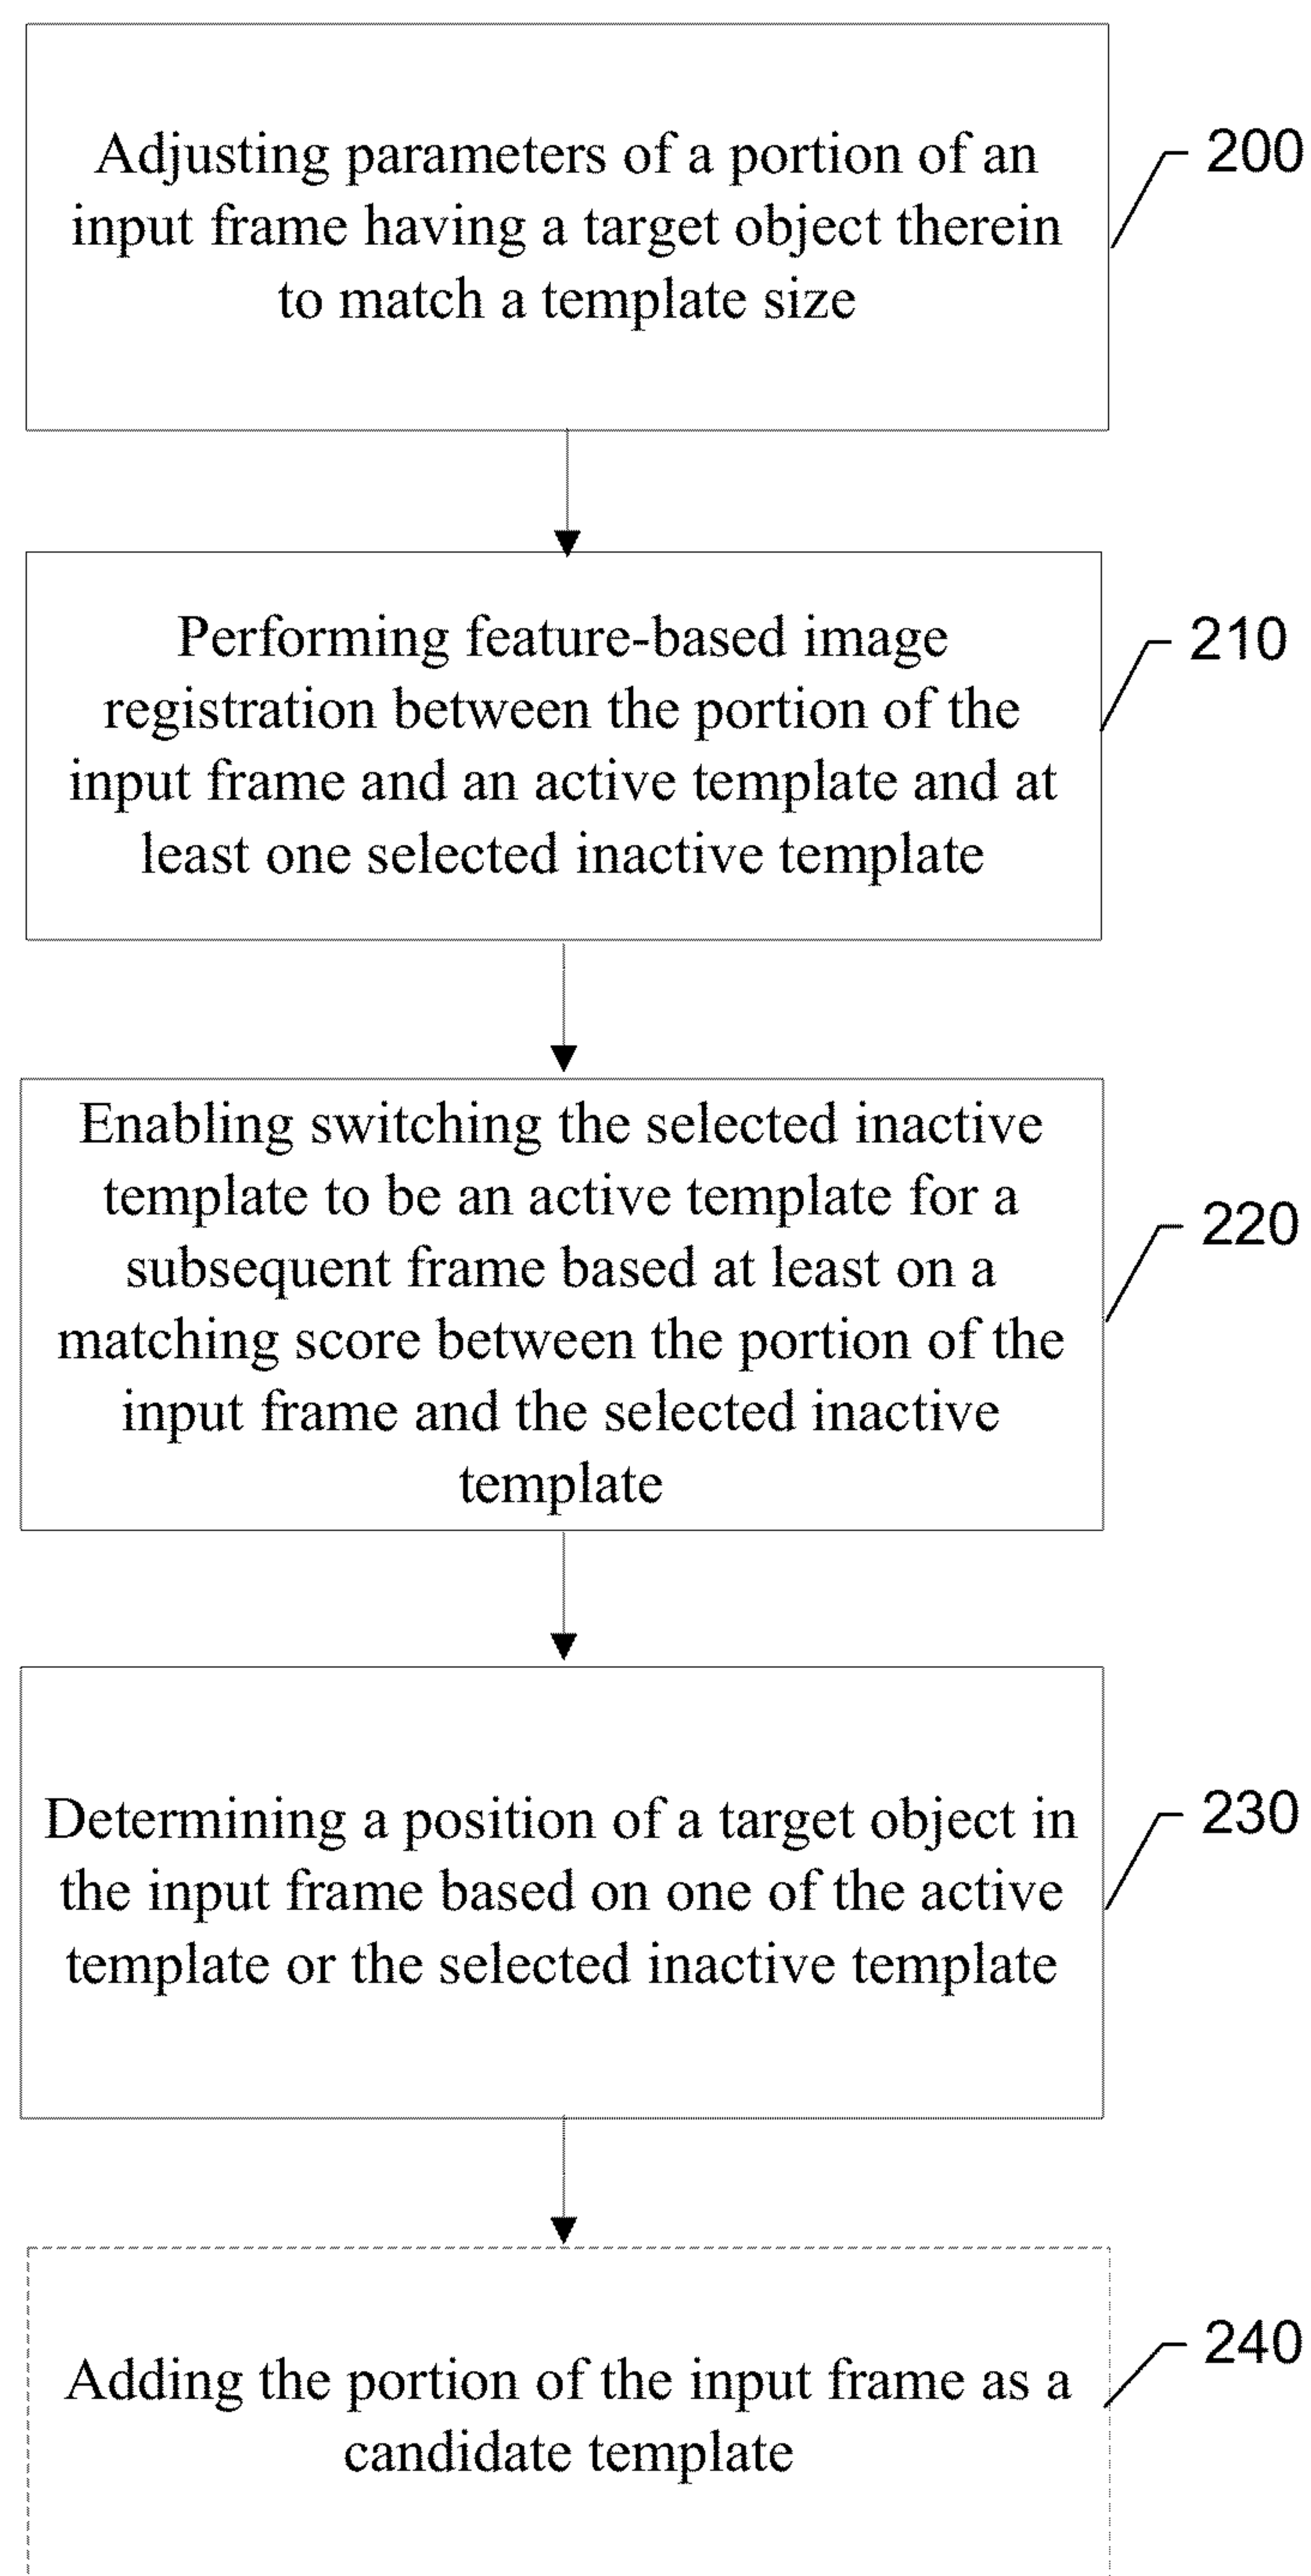 Adjusting parameters of a portion of an
input frame having a target object therein
to match a template size
200
Performing feature-based image
registration between the portion of the
input frame and an active template and at
least one selected inactive template
210
Enabling switching the selected inactive
template to be an active template for a
subsequent frame based at least on a
matching score between the portion of the
input frame and the selected inactive
template
220
Determining a position of a target object in
the input frame based on one of the active
template or the selected inactive template
230
Adding the portion of the input frame as a
candidate template
240